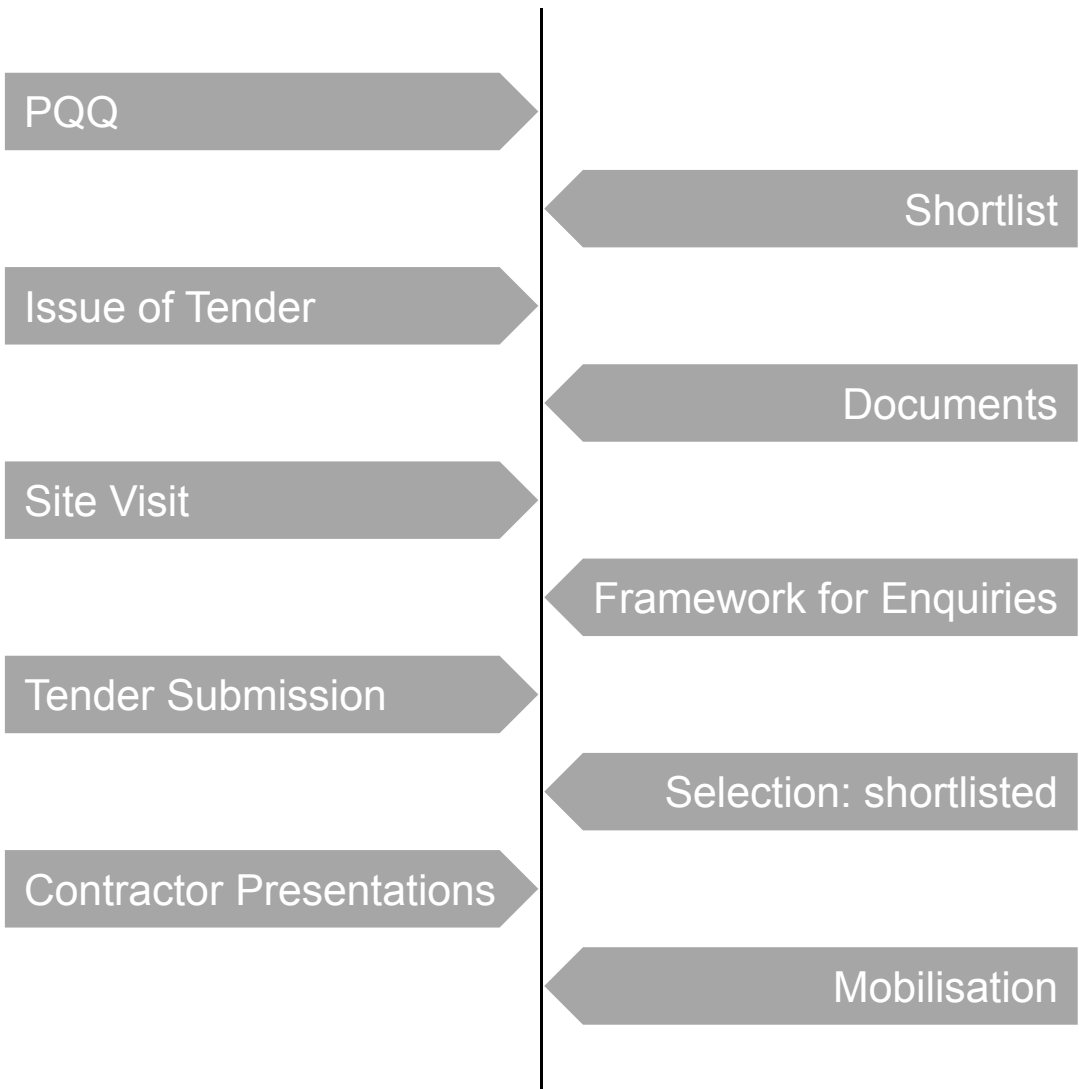 PQQ
Shortlist
Issue of Tender
Documents
Site Visit
Framework for Enquiries
Tender Submission
Selection: shortlisted
Contractor Presentations
Mobilisation